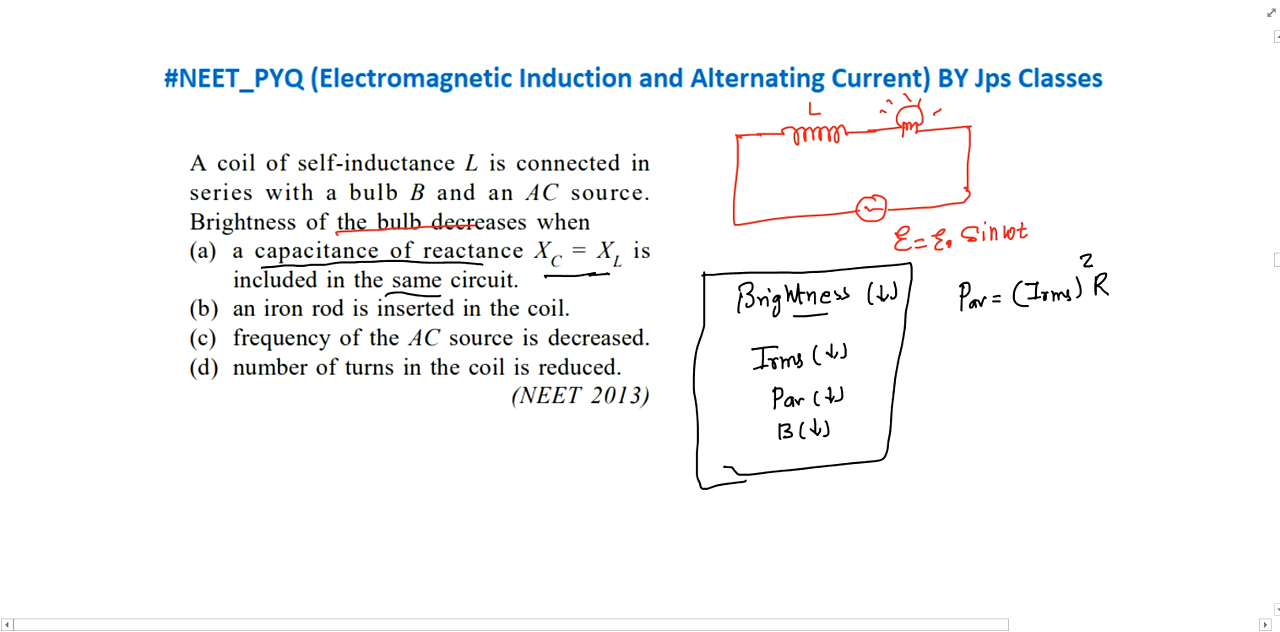 #NEET_PYQ (Electromagnetic Induction and Alternating Current) BY Jps Classes
A coil of self-inductance L is connected in
series with a bulb B and an AC source.
Brightness of the bulb decreases when
(a) a capacitance of reactance X_C = X_L is
included in the same circuit.
(b) an iron rod is inserted in the coil.
(c) frequency of the AC source is decreased.
(d) number of turns in the coil is reduced.
(NEET 2013)
L
ε = ε₀ Sin ωt
Brightness (↓)
Irms (↓)
Pav (↓)
B (↓)
Pav = (Irms)² R